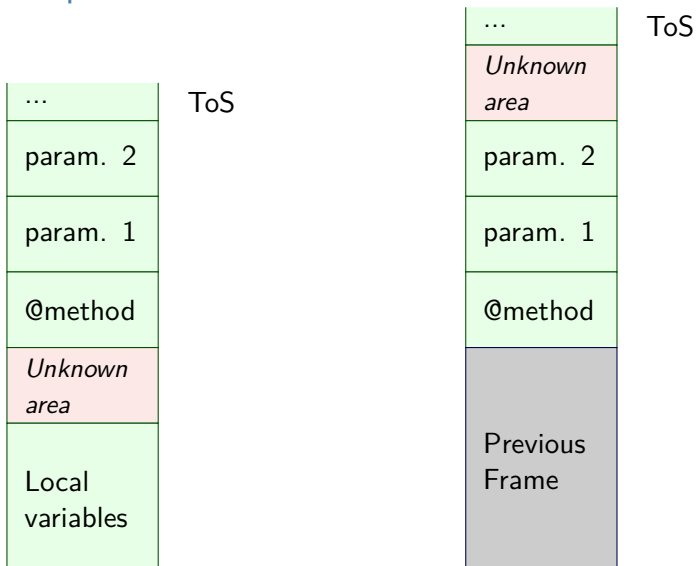 ...
ToS
param. 2
param. 1
@method
Unknown
area
Local
variables
...
ToS
Unknown
area
param. 2
param. 1
@method
Previous
Frame